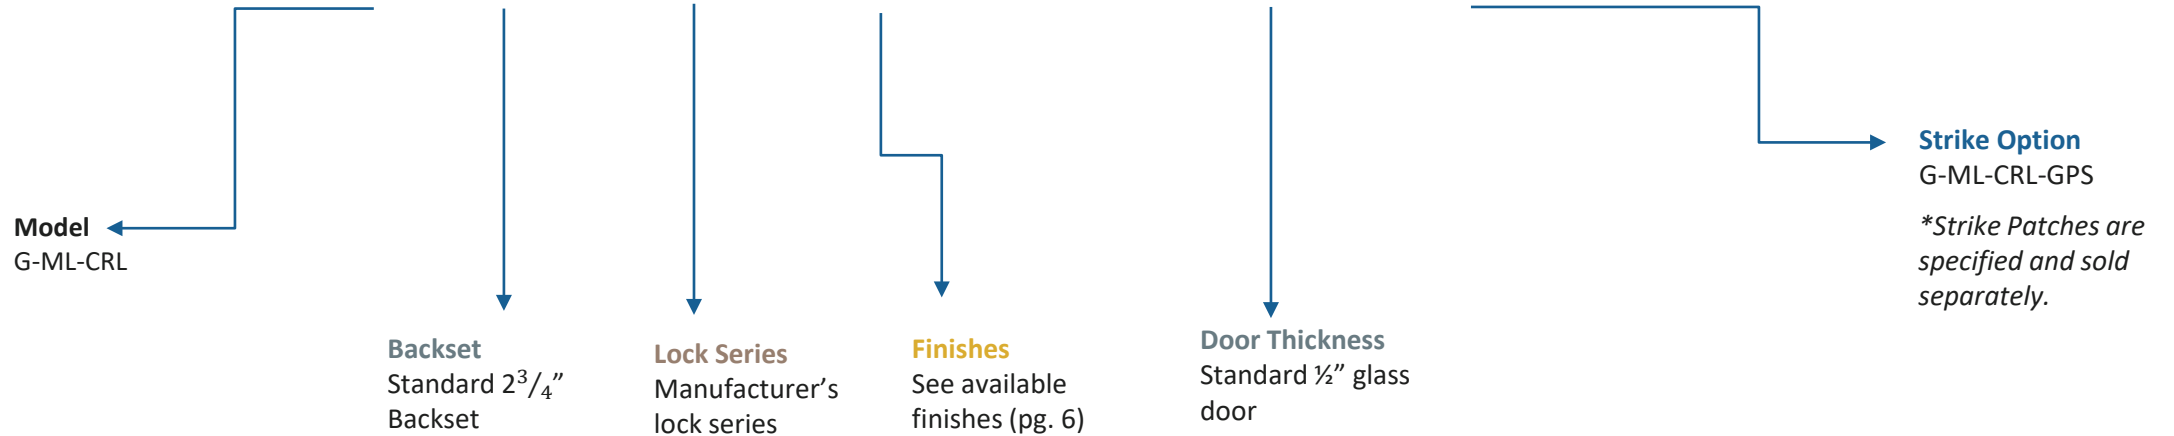 Model
G-ML-CRL
Backset
Standard 2³/₄”
Backset
Lock Series
Manufacturer’s
lock series
Finishes
See available
finishes (pg. 6)
Door Thickness
Standard ½” glass
door
Strike Option
G-ML-CRL-GPS
*Strike Patches are
specified and sold
separately.